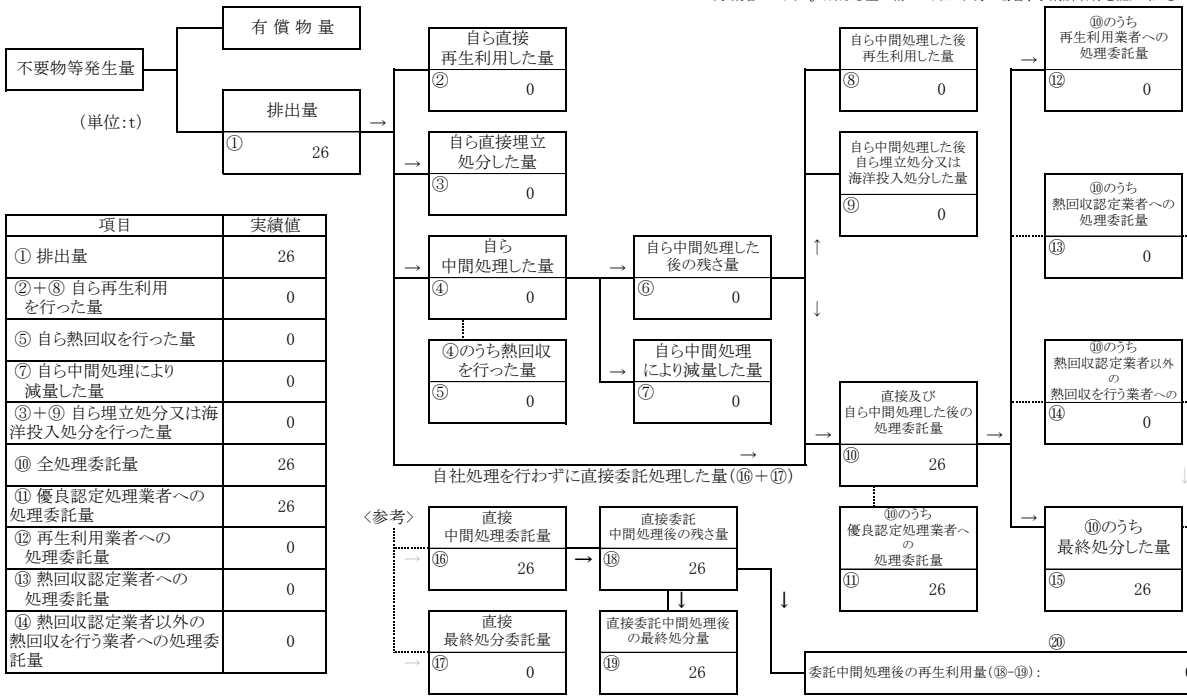 有 償 物 量
不要物等発生量
(単位:t)
排出量
①
26
→
自ら直接
再生利用した量
②
0
→
自ら直接埋立
処分した量
③
0
→
自ら
中間処理した量
④
0
④のうち熱回収
を行った量
⑤
0
→
自ら中間処理した
後の残さ量
⑥
0
→
自ら中間処理
により減量した量
⑦
0
自ら中間処理した後
再生利用した量
⑧
0
自ら中間処理した後
自ら埋立処分又は
海洋投入処分した量
⑨
0
↑
↓
→
直接及び
自ら中間処理した後の
処理委託量
⑩
26
→
→
自社処理を行わずに直接委託処理した量(⑯+⑰)
⑩のうち
優良認定処理業者へ
の
処理委託量
⑪
26
→
⑩のうち
再生利用業者への
処理委託量
⑫
0
⑩のうち
熱回収認定業者への
処理委託量
⑬
0
⑩のうち
熱回収認定業者以外
の
熱回収を行う業者への
⑭
0
→
⑩のうち
最終処分した量
⑮
26
項目 実績値
① 排出量 26
②+⑧ 自ら再生利用
を行った量 0
⑤ 自ら熱回収を行った量 0
⑦ 自ら中間処理により
減量した量 0
③+⑨ 自ら埋立処分又は海
洋投入処分を行った量 0
⑩ 全処理委託量 26
⑪ 優良認定処理業者への
処理委託量 26
⑫ 再生利用業者への
処理委託量 0
⑬ 熱回収認定業者への
処理委託量 0
⑭ 熱回収認定業者以外の
熱回収を行う業者への処理委
託量 0
〈参考〉
→
直接
中間処理委託量
⑯
26
→
直接委託
中間処理後の残さ量
⑱
26
↓
↓
→
直接
最終処分委託量
⑰
0
直接委託中間処理後
の最終処分量
⑲
26
⑳
委託中間処理後の再生利用量(⑱-⑲) :